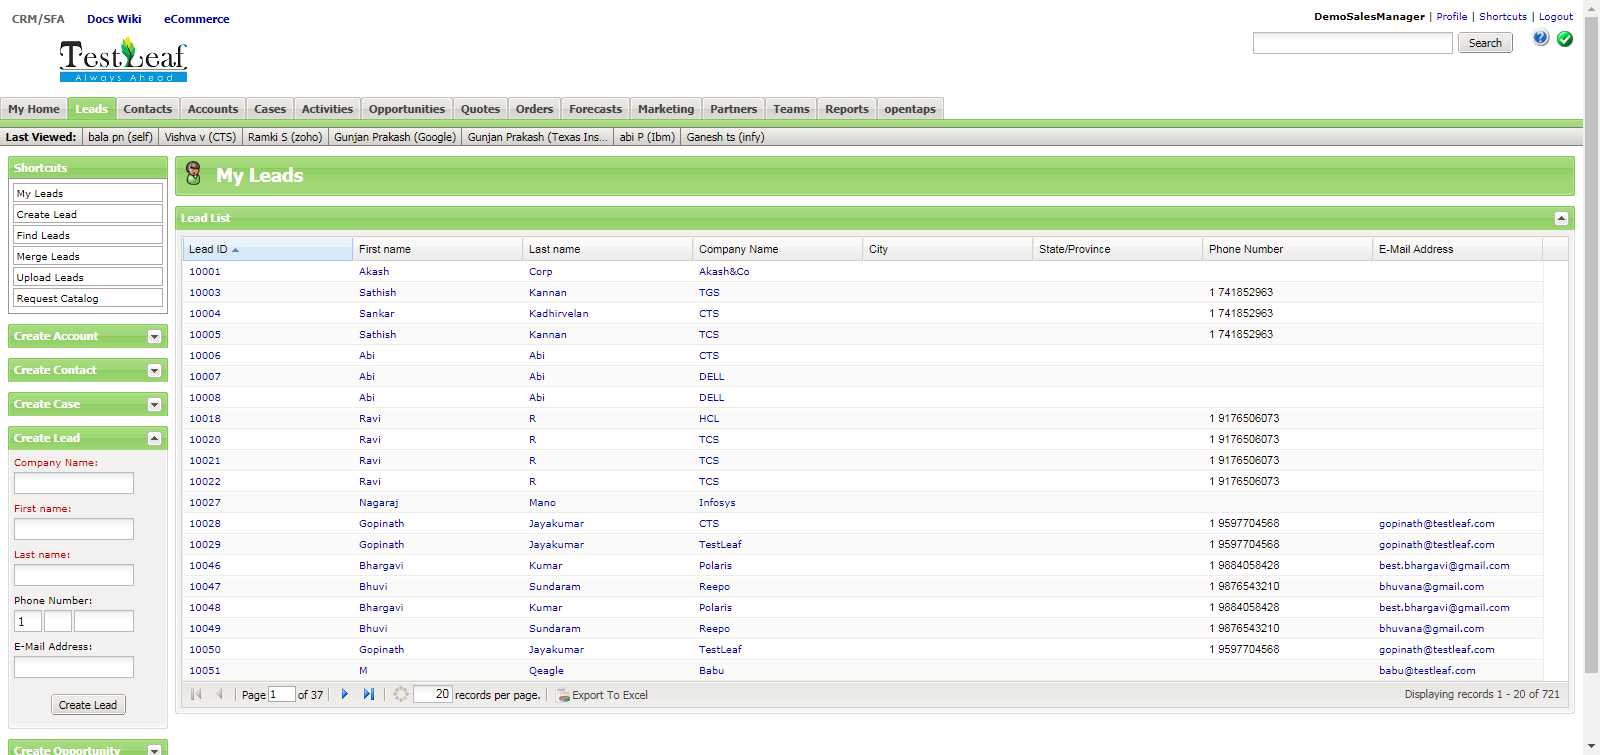 CRM/SFA Docs Wiki eCommerce
DemoSalesManager | Profile | Shortcuts | Logout
TestLeaf
Always Ahead
Search
My Home Leads Contacts Accounts Cases Activities Opportunities Quotes Orders Forecasts Marketing Partners Teams Reports opentaps
Last Viewed: bala pn (self) Vishva v (CTS) Ramki S (zoho) Gunjan Prakash (Google) Gunjan Prakash (Texas Ins... abi P (Ibm) Ganesh ts (infy)
Shortcuts
My Leads
Create Lead
Find Leads
Merge Leads
Upload Leads
Request Catalog
Create Account
Create Contact
Create Case
Create Lead
Company Name:
First name:
Last name:
Phone Number:
1
E-Mail Address:
Create Lead
Create Opportunity
My Leads
Lead List
Lead ID First name Last name Company Name City State/Province Phone Number E-Mail Address
10001 Akash Corp Akash&Co
10003 Sathish Kannan TGS 1 741852963
10004 Sankar Kadhirvelan CTS 1 741852963
10005 Sathish Kannan TCS 1 741852963
10006 Abi Abi CTS
10007 Abi Abi DELL
10008 Abi Abi DELL
10018 Ravi R HCL 1 9176506073
10020 Ravi R TCS 1 9176506073
10021 Ravi R TCS 1 9176506073
10022 Ravi R TCS 1 9176506073
10027 Nagaraj Mano Infosys
10028 Gopinath Jayakumar CTS 1 9597704568 gopinath@testleaf.com
10029 Gopinath Jayakumar TestLeaf 1 9597704568 gopinath@testleaf.com
10046 Bhargavi Kumar Polaris 1 9884058428 best.bhargavi@gmail.com
10047 Bhuvi Sundaram Reepo 1 9876543210 bhuvana@gmail.com
10048 Bhargavi Kumar Polaris 1 9884058428 best.bhargavi@gmail.com
10049 Bhuvi Sundaram Reepo 1 9876543210 bhuvana@gmail.com
10050 Gopinath Jayakumar TestLeaf 1 9597704568 gopinath@testleaf.com
10051 M Qeagle Babu babu@testleaf.com
Page 1 of 37 20 records per page. Export To Excel Displaying records 1 - 20 of 721